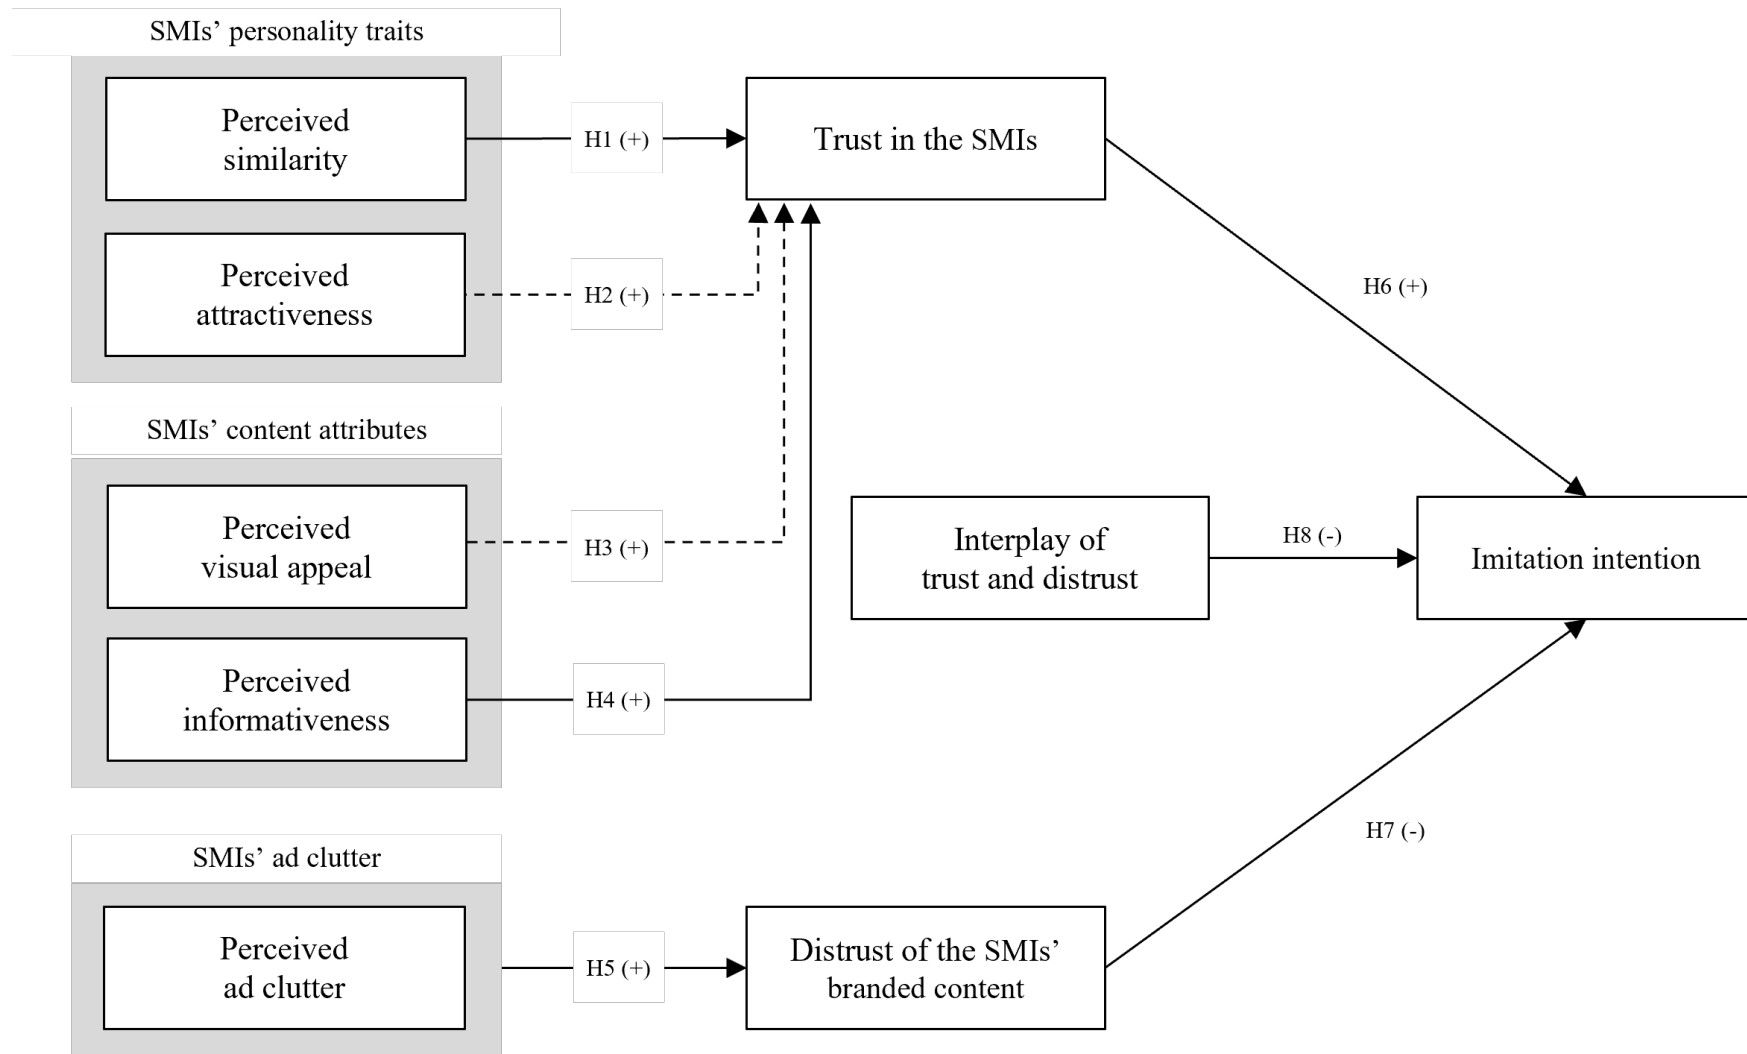 SMIs’ personality traits
Perceived
similarity
H1 (+)
Trust in the SMIs
Perceived
attractiveness
H2 (+)
H6 (+)
SMIs’ content attributes
Perceived
visual appeal
H3 (+)
Interplay of
trust and distrust
H8 (-)
Imitation intention
Perceived
informativeness
H4 (+)
H7 (-)
SMIs’ ad clutter
Perceived
ad clutter
H5 (+)
Distrust of the SMIs’
branded content